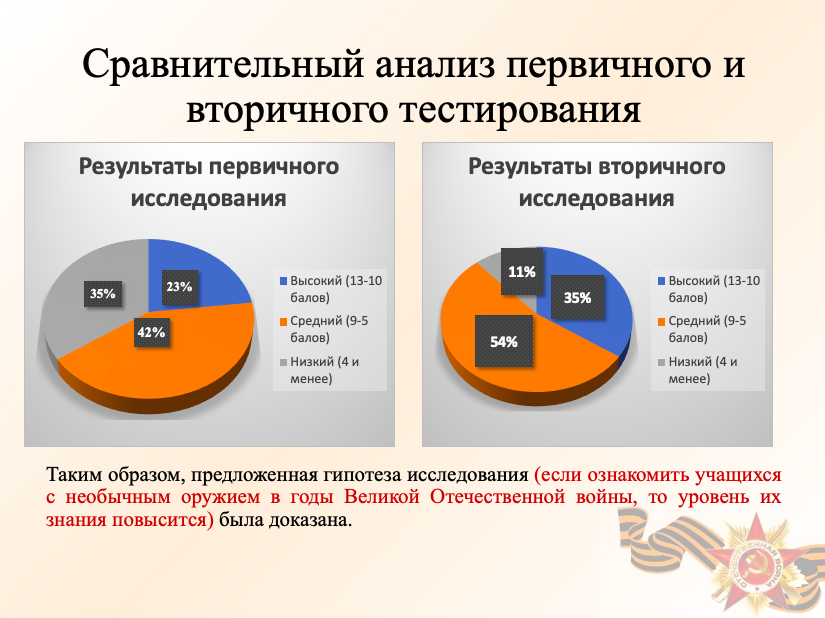 Сравнительный анализ первичного и
вторичного тестирования
Результаты первичного
исследования
35%
23%
42%
Высокий (13-10
балов)
Средний (9-5
балов)
Низкий (4 и
менее)
Результаты вторичного
исследования
11%
35%
54%
Высокий (13-10
балов)
Средний (9-5
балов)
Низкий (4 и
менее)
Таким образом, предложенная гипотеза исследования (если ознакомить учащихся
с необычным оружием в годы Великой Отечественной войны, то уровень их
знания повысится) была доказана.
ОТЕЧЕСТВЕННАЯ ВОЙНА